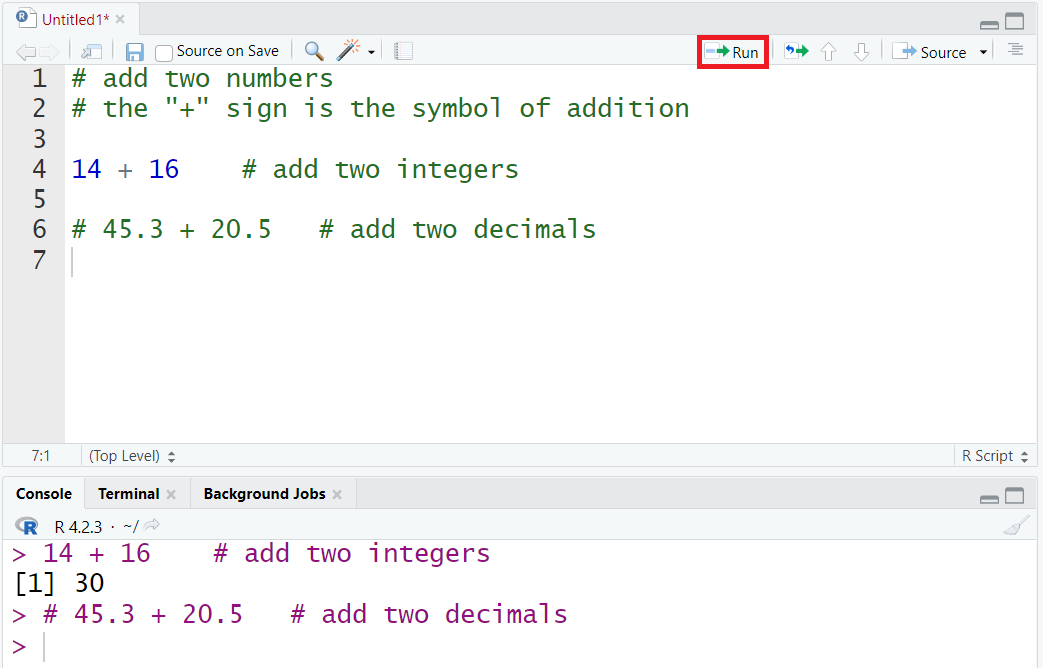 Untitled1*
Source on Save Run Source
1 # add two numbers
2 # the "+" sign is the symbol of addition
3
4 14 + 16    # add two integers
5
6 # 45.3 + 20.5   # add two decimals
7
7:1 (Top Level) R Script
Console Terminal Background Jobs
R R 4.2.3 · ~/
> 14 + 16    # add two integers
[1] 30
> # 45.3 + 20.5   # add two decimals
>